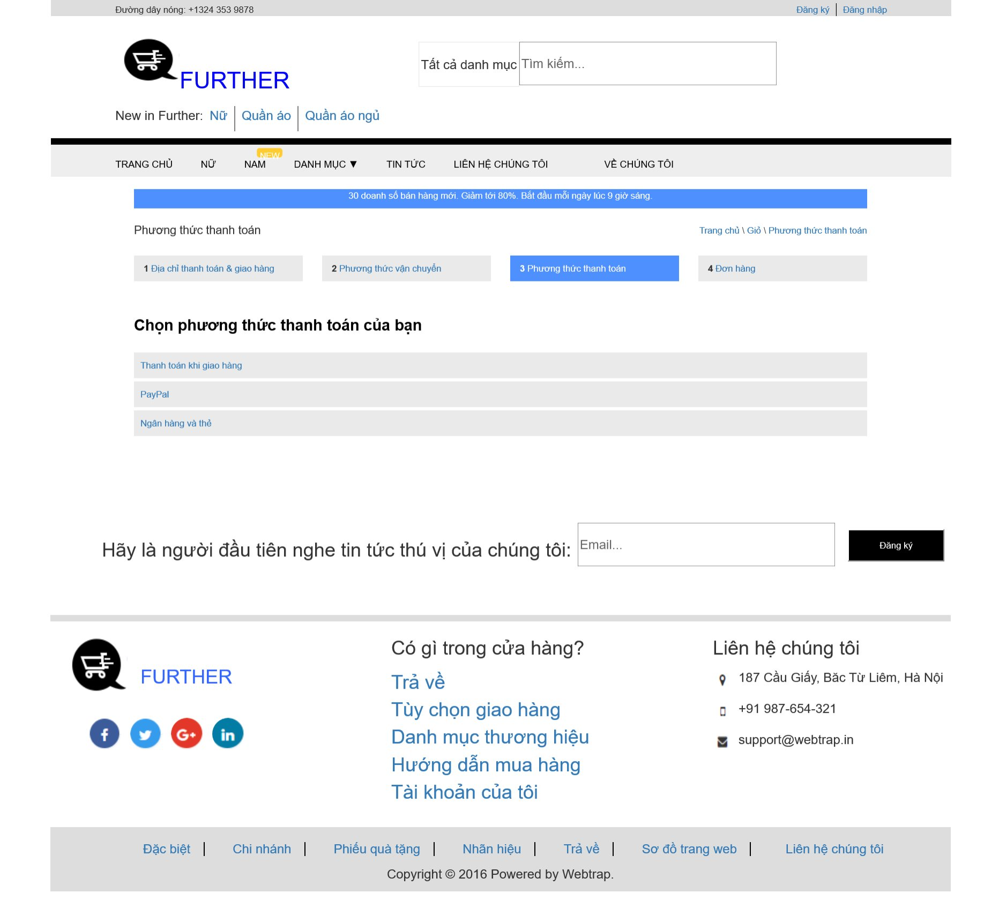 Đường dây nóng: +1324 353 9878
Đăng ký
Đăng nhập
FURTHER
Tất cả danh mục
Tìm kiếm...
New in Further: Nữ Quần áo Quần áo ngủ
NEW
TRANG CHỦ NỮ NAM DANH MỤC ▼ TIN TỨC LIÊN HỆ CHÚNG TÔI VỀ CHÚNG TÔI
30 doanh số bán hàng mới. Giảm tới 80%. Bắt đầu mỗi ngày lúc 9 giờ sáng.
Phương thức thanh toán
Trang chủ \ Giỏ \ Phương thức thanh toán
1 Địa chỉ thanh toán & giao hàng
2 Phương thức vận chuyển
3 Phương thức thanh toán
4 Đơn hàng
Chọn phương thức thanh toán của bạn
Thanh toán khi giao hàng
PayPal
Ngân hàng và thẻ
Hãy là người đầu tiên nghe tin tức thú vị của chúng tôi:
Email...
Đăng ký
FURTHER
Có gì trong cửa hàng?
Trả về
Tùy chọn giao hàng
Danh mục thương hiệu
Hướng dẫn mua hàng
Tài khoản của tôi
Liên hệ chúng tôi
187 Cầu Giấy, Băc Từ Liêm, Hà Nội
+91 987-654-321
support@webtrap.in
f
G+
in
Đặc biệt Chi nhánh Phiếu quà tặng Nhãn hiệu Trả về Sơ đồ trang web Liên hệ chúng tôi
Copyright © 2016 Powered by Webtrap.